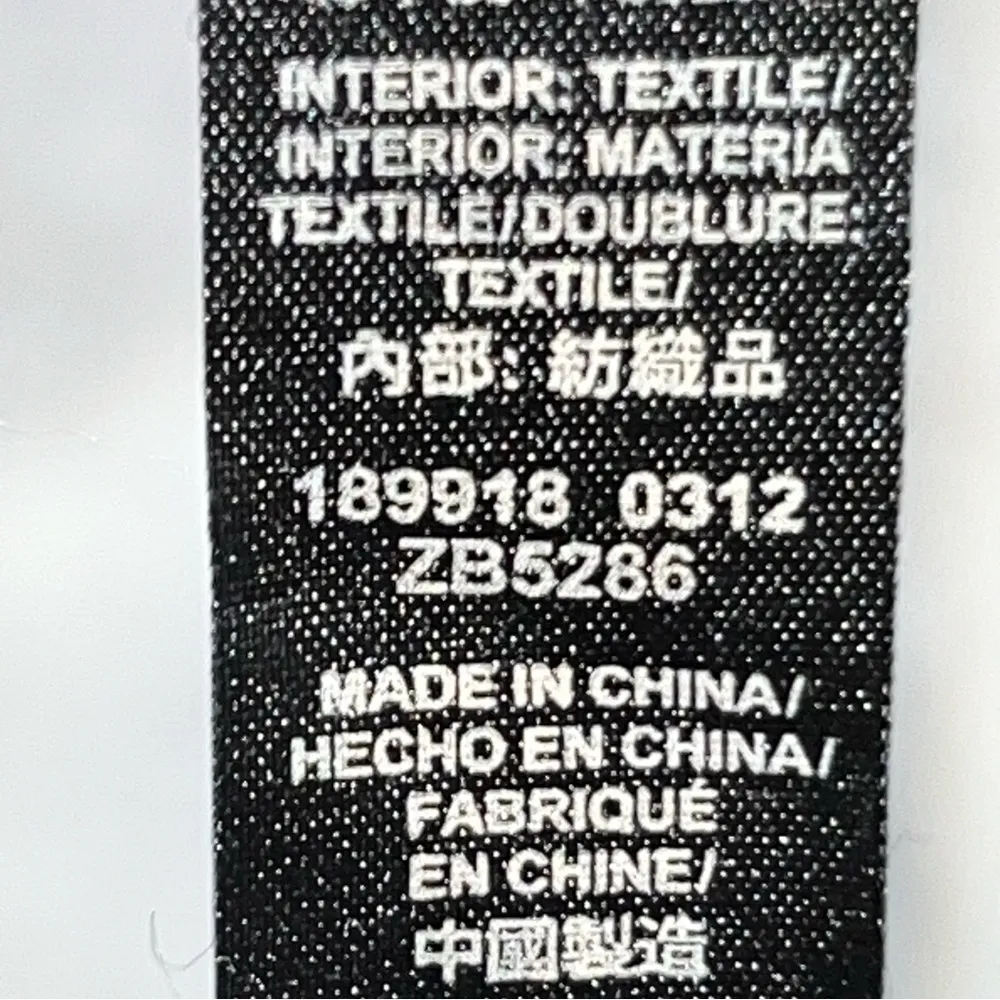 INTERIOR: TEXTILE/
INTERIOR: MATERIA
TEXTILE/DOUBLURE:
TEXTILE/
內部: 紡織品
189918 0312
ZB5286
MADE IN CHINA/
HECHO EN CHINA/
FABRIQUÉ
EN CHINE/
中國製造